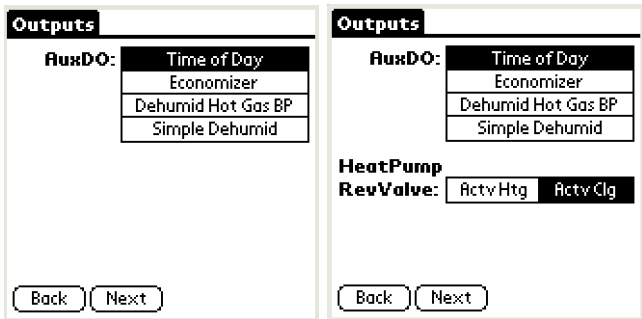 Outputs
AuxDO: Time of Day
Economizer
Dehumid Hot Gas BP
Simple Dehumid
Back Next
Outputs
AuxDO: Time of Day
Economizer
Dehumid Hot Gas BP
Simple Dehumid
HeatPump
RevValve: Actv Htg Actv Clg
Back Next